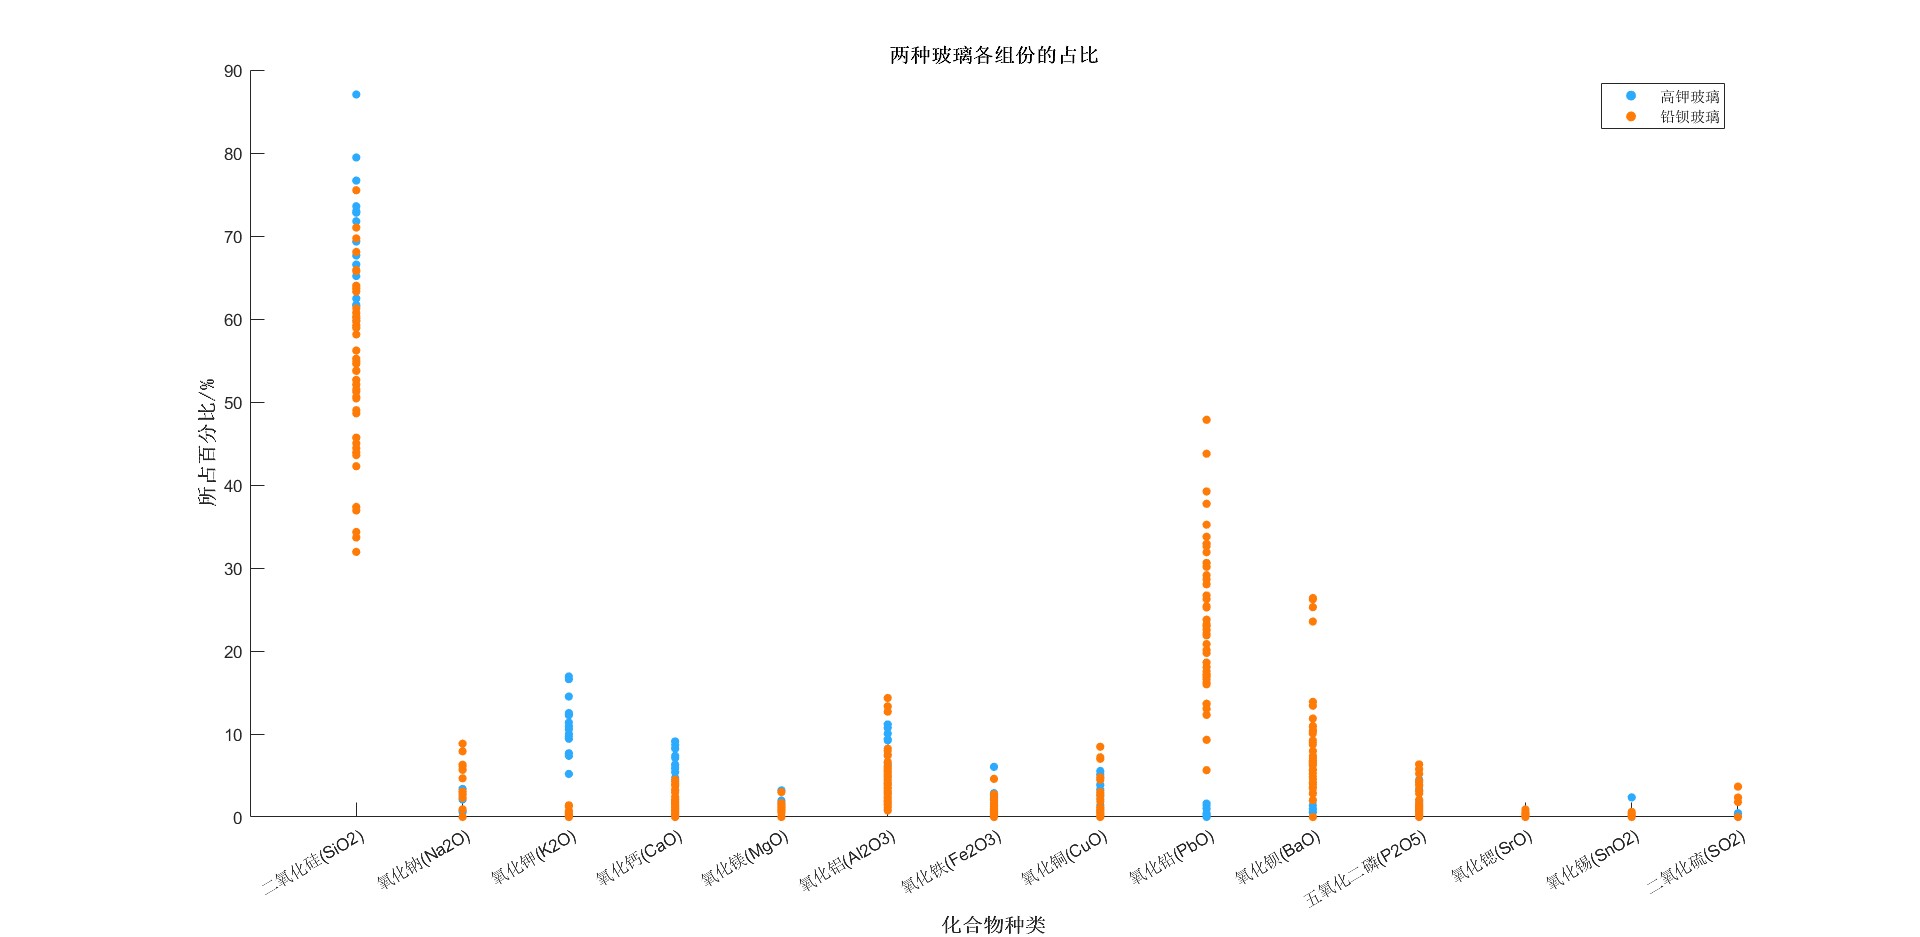 两种玻璃各组份的占比
高钾玻璃
铅钡玻璃
所占百分比/%
90
80
70
60
50
40
30
20
10
0
二氧化硅(SiO2)
氧化钠(Na2O)
氧化钾(K2O)
氧化钙(CaO)
氧化镁(MgO)
氧化铝(Al2O3)
氧化铁(Fe2O3)
氧化铜(CuO)
氧化铅(PbO)
氧化钡(BaO)
五氧化二磷(P2O5)
氧化锶(SrO)
氧化锡(SnO2)
二氧化硫(SO2)
化合物种类